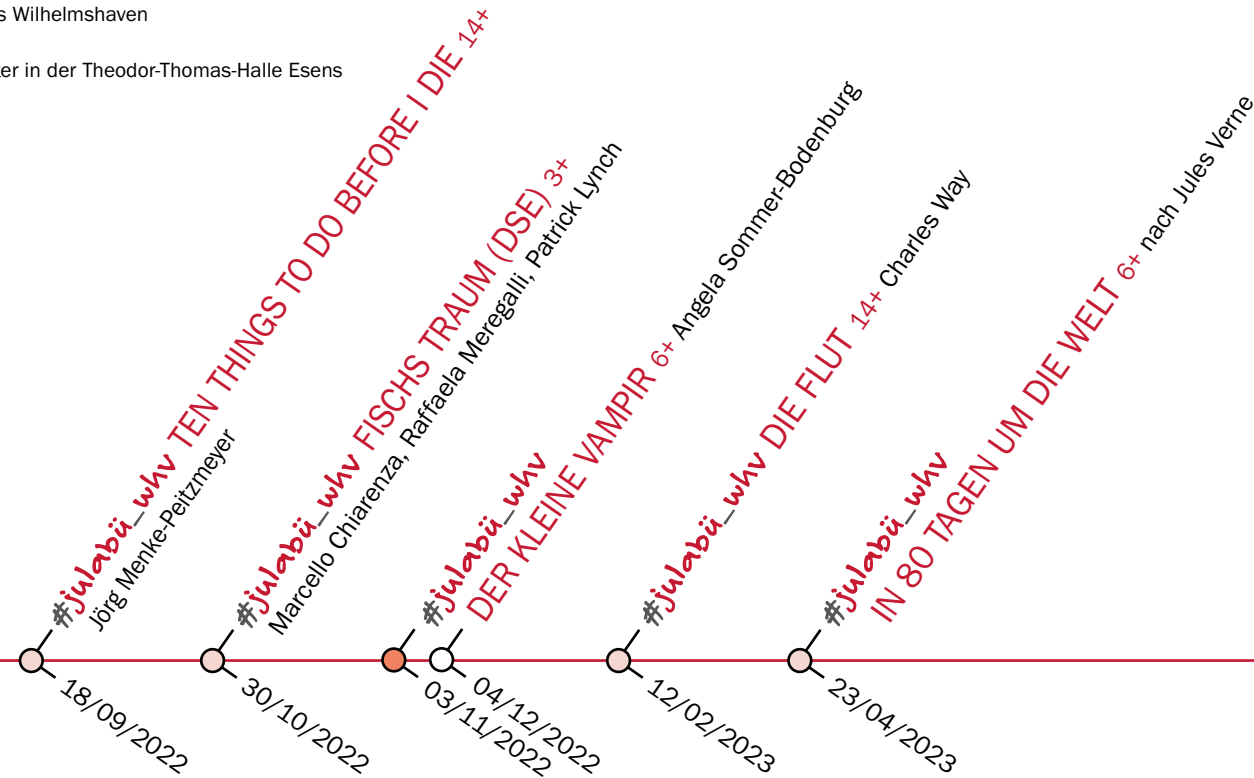 s Wilhelmshaven
er in der Theodor-Thomas-Halle Esens
#julabü_whv TEN THINGS TO DO BEFORE I DIE 14+
Jörg Menke-Peitzmeyer
18/09/2022
#julabü_whv FISCHS TRAUM (DSE) 3+
Marcello Chiarenza, Raffaela Meregalli, Patrick Lynch
30/10/2022
#julabü_whv
DER KLEINE VAMPIR 6+ Angela Sommer-Bodenburg
03/11/2022
04/12/2022
#julabü_whv DIE FLUT 14+ Charles Way
12/02/2023
#julabü_whv
IN 80 TAGEN UM DIE WELT 6+ nach Jules Verne
23/04/2023